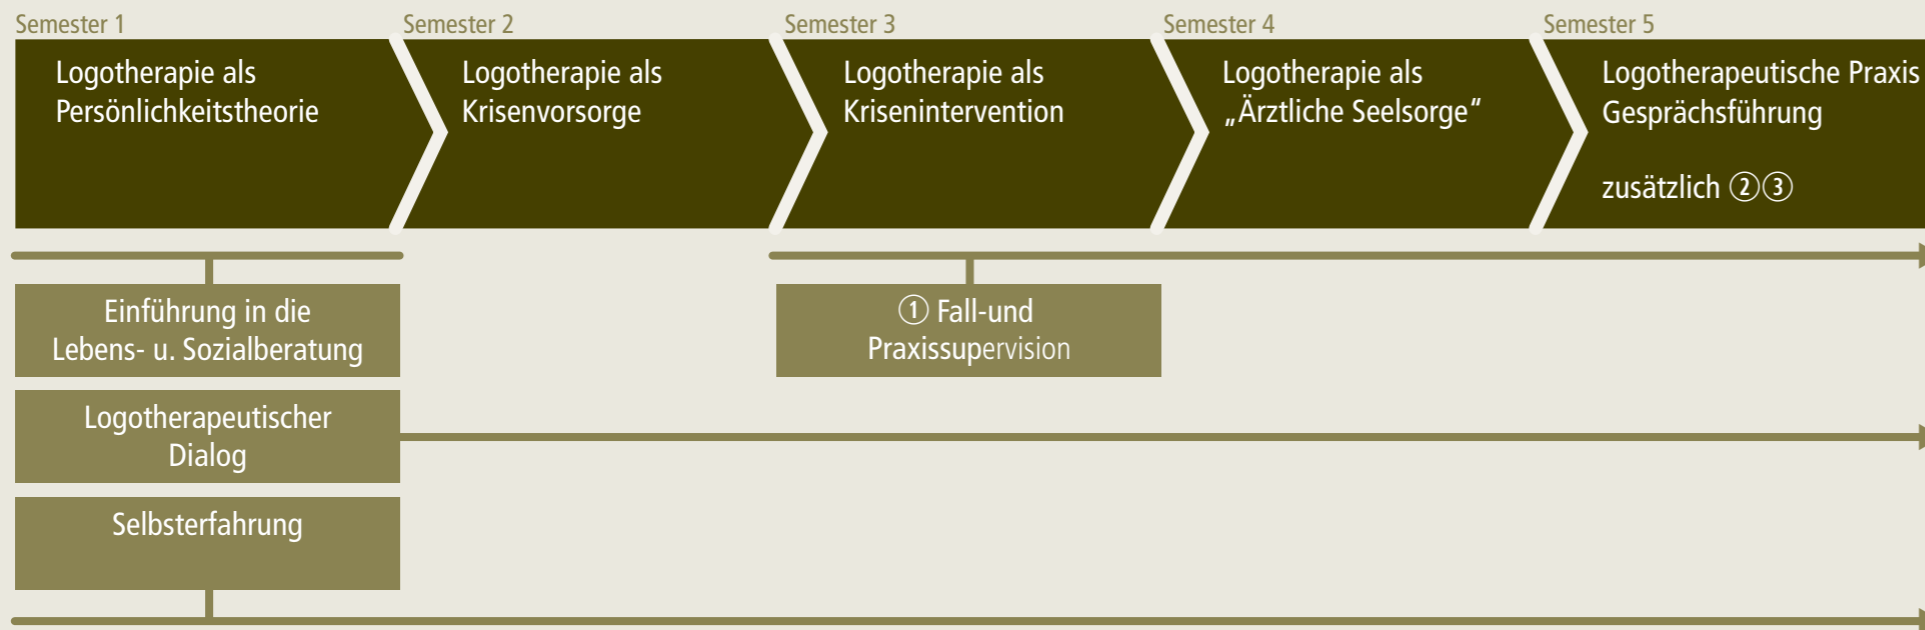 Semester 1
Semester 2
Semester 3
Semester 4
Semester 5
Logotherapie als
Persönlichkeitstheorie
Logotherapie als
Krisenvorsorge
Logotherapie als
Krisenintervention
Logotherapie als
„Ärztliche Seelsorge“
Logotherapeutische Praxis
Gesprächsführung
zusätzlich ②③
Einführung in die
Lebens- u. Sozialberatung
① Fall-und
Praxissupervision
Logotherapeutischer
Dialog
Selbsterfahrung